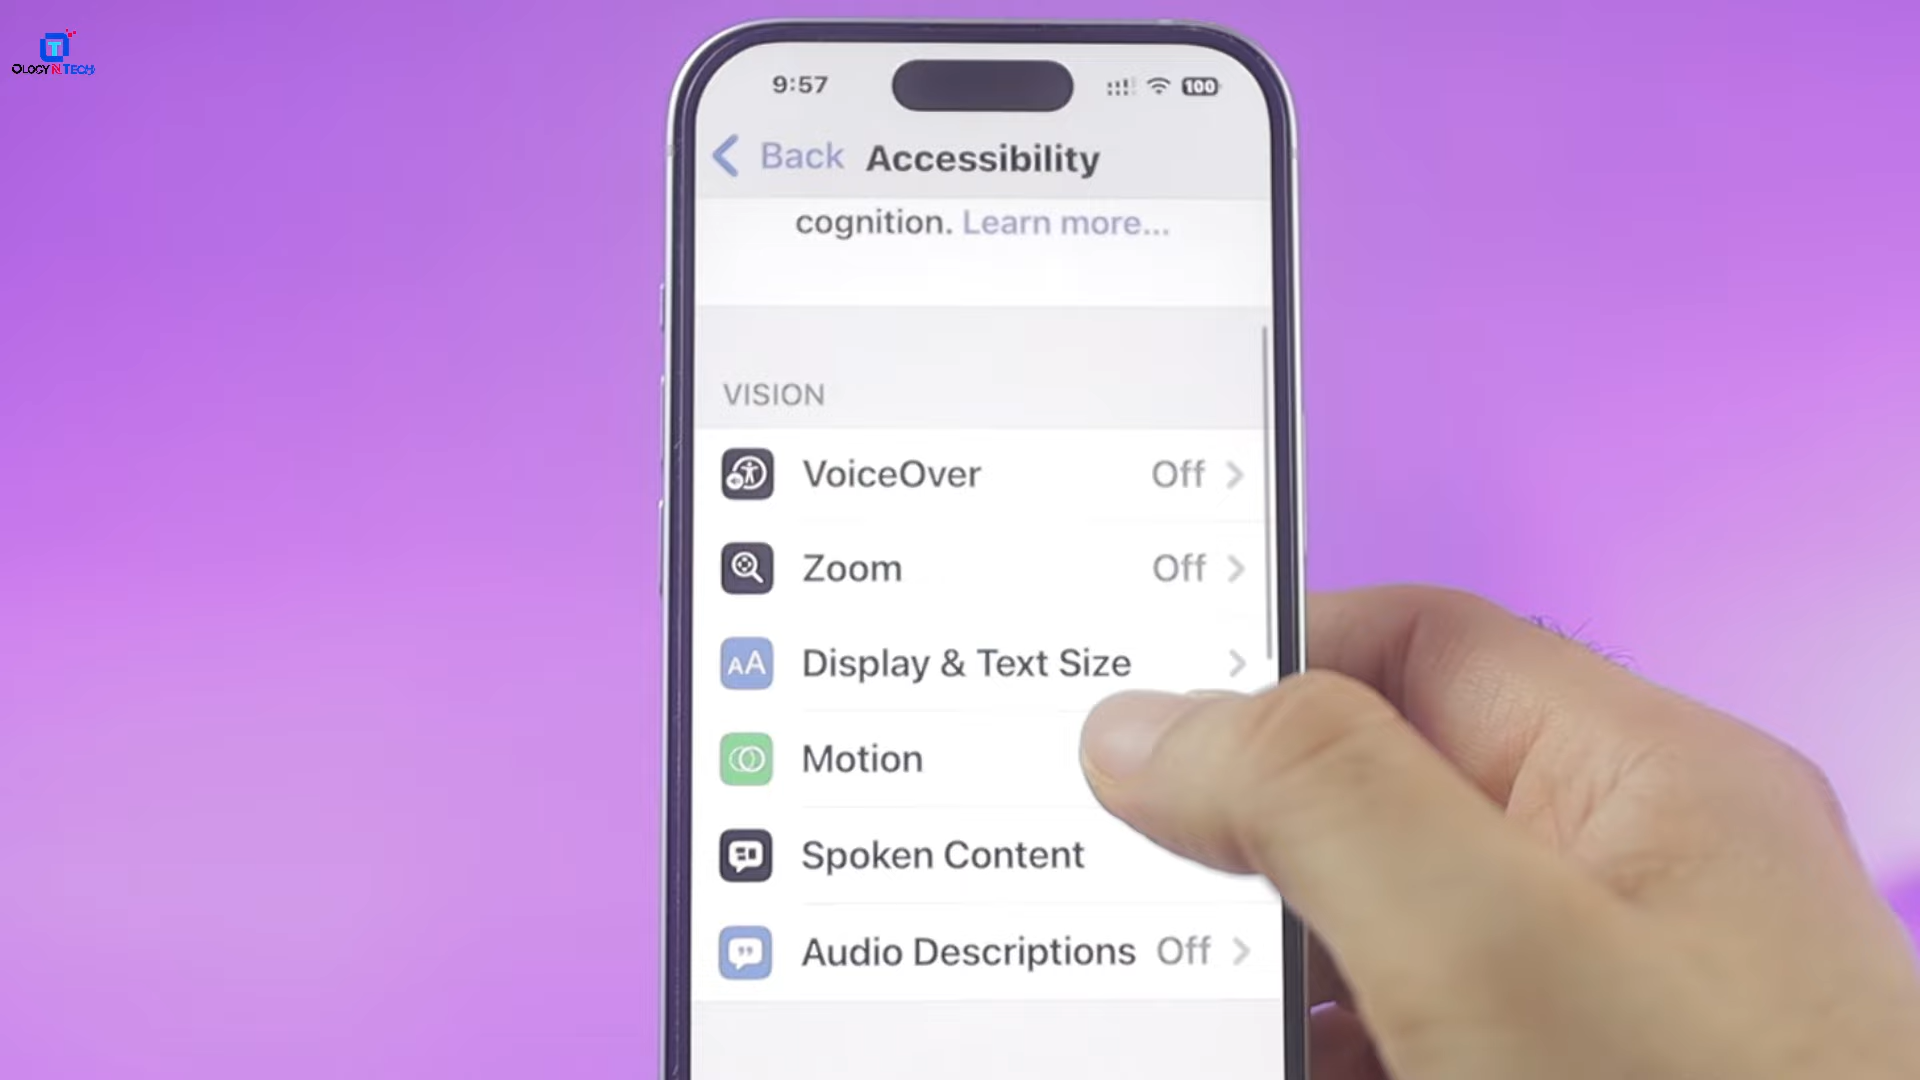 OLOGY N TECH
9:57
100
Back Accessibility
cognition. Learn more...
VISION
VoiceOver Off
Zoom Off
AA Display & Text Size
Motion
Spoken Content
Audio Descriptions Off